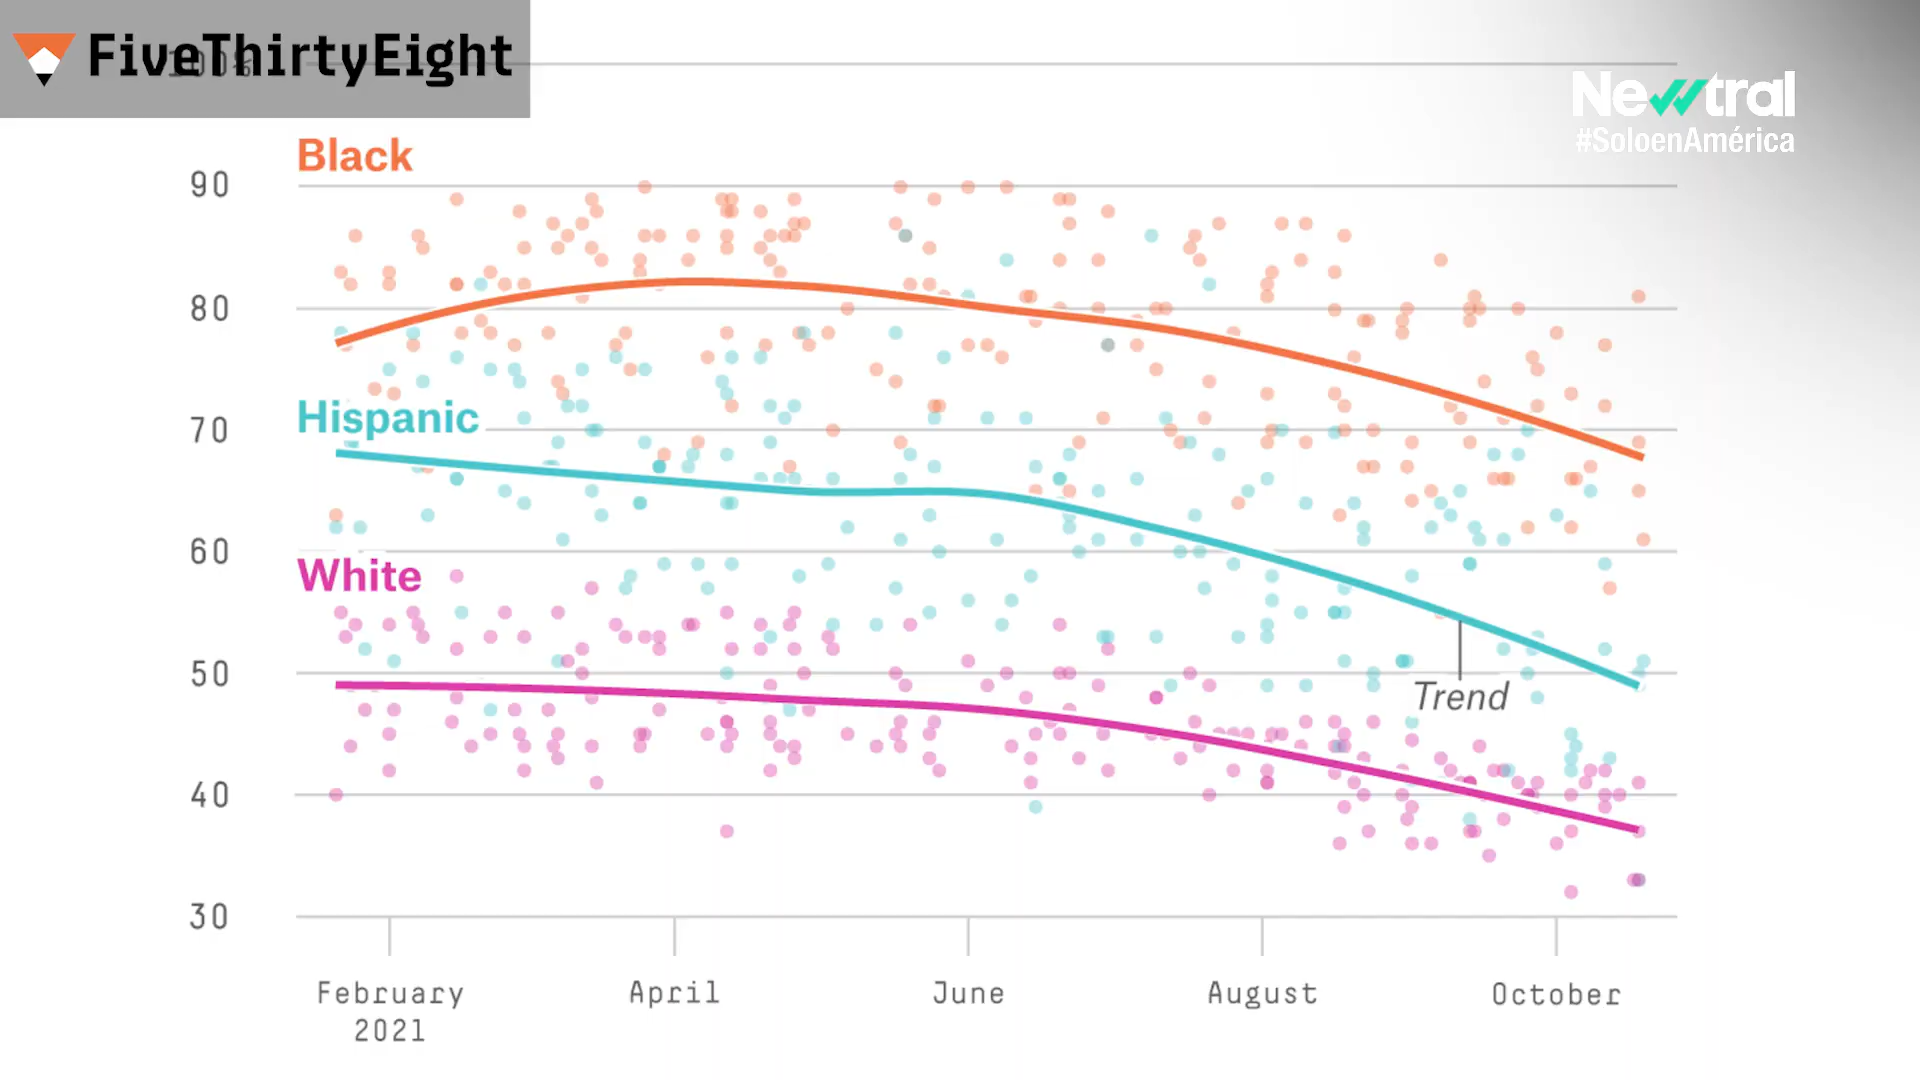 FiveThirtyEight
100%
Newtral
#SoloenAmérica
Black
90
80
Hispanic
70
60
White
50
Trend
40
30
February
2021
April
June
August
October